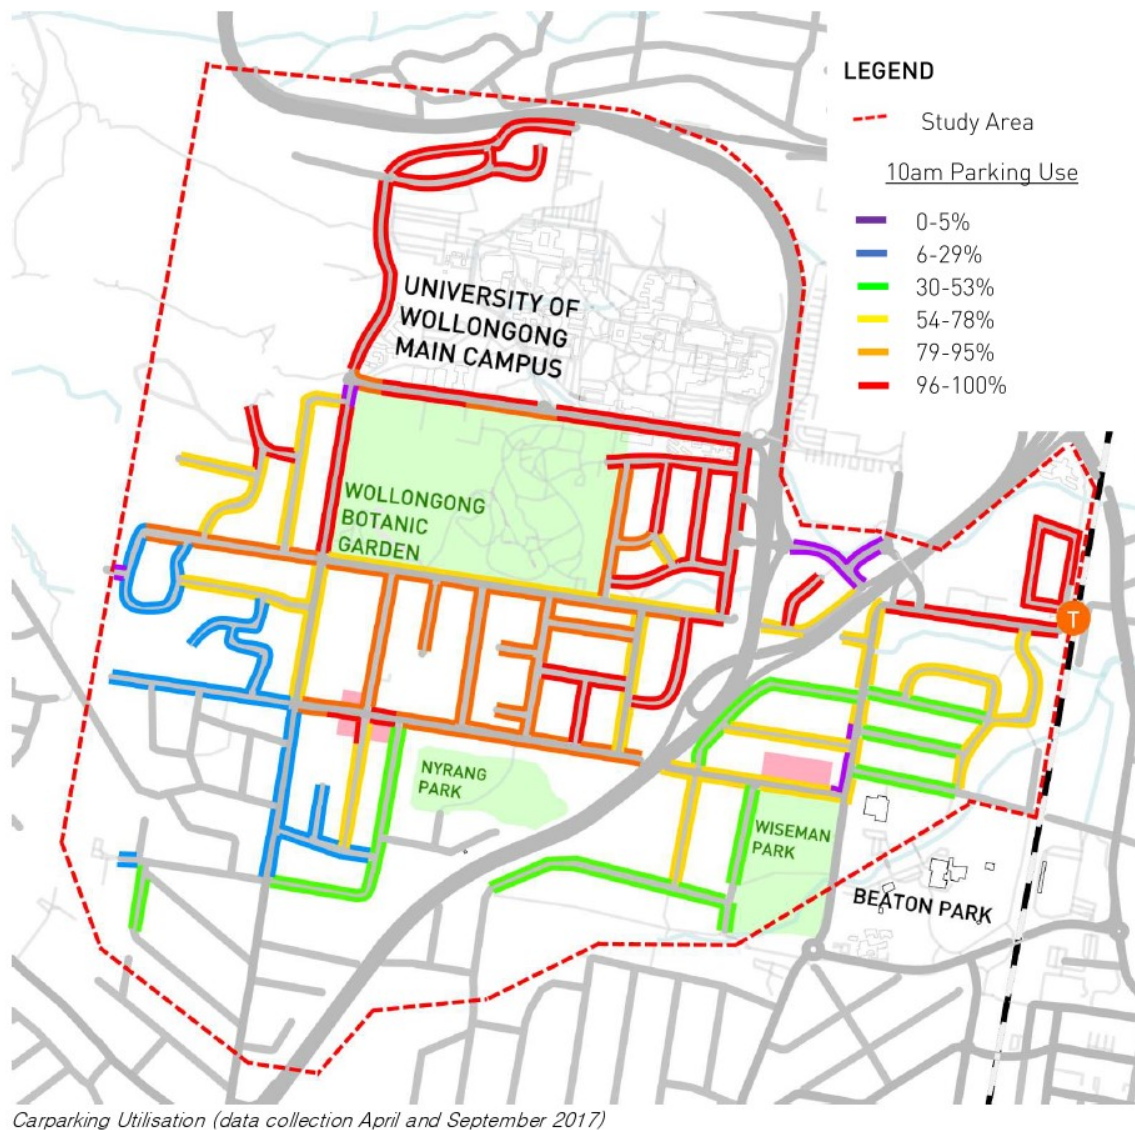 LEGEND
Study Area
10am Parking Use
0-5%
6-29%
30-53%
54-78%
79-95%
96-100%
UNIVERSITY OF
WOLLONGONG
MAIN CAMPUS
WOLLONGONG
BOTANIC
GARDEN
T
NYRANG
PARK
WISEMAN
PARK
BEATON PARK
Carparking Utilisation (data collection April and September 2017)